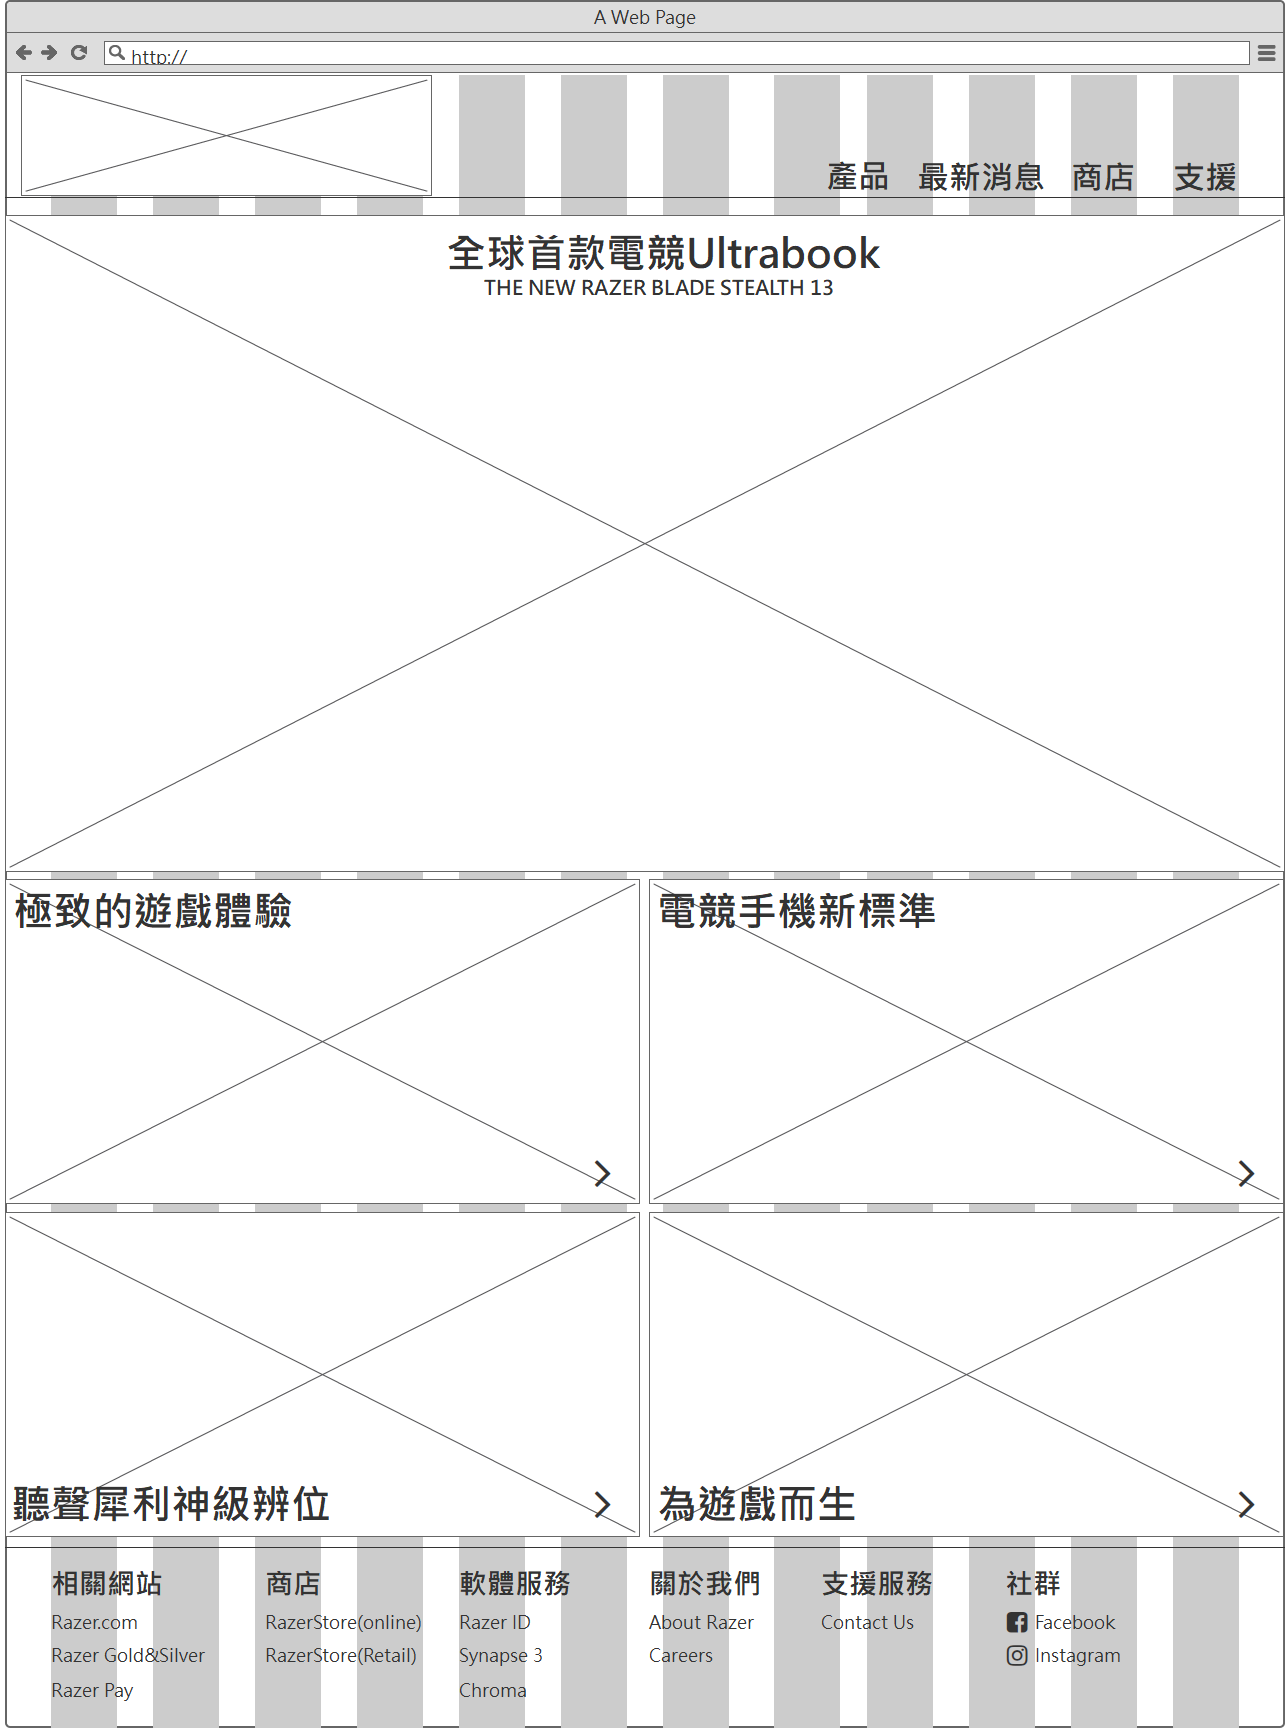 A Web Page
http://
產品 最新消息 商店 支援
全球首款電競Ultrabook
THE NEW RAZER BLADE STEALTH 13
極致的遊戲體驗
電競手機新標準
聽聲犀利神級辨位
為遊戲而生
相關網站
Razer.com
Razer Gold&Silver
Razer Pay
商店
RazerStore(online)
RazerStore(Retail)
軟體服務
Razer ID
Synapse 3
Chroma
關於我們
About Razer
Careers
支援服務
Contact Us
社群
Facebook
Instagram